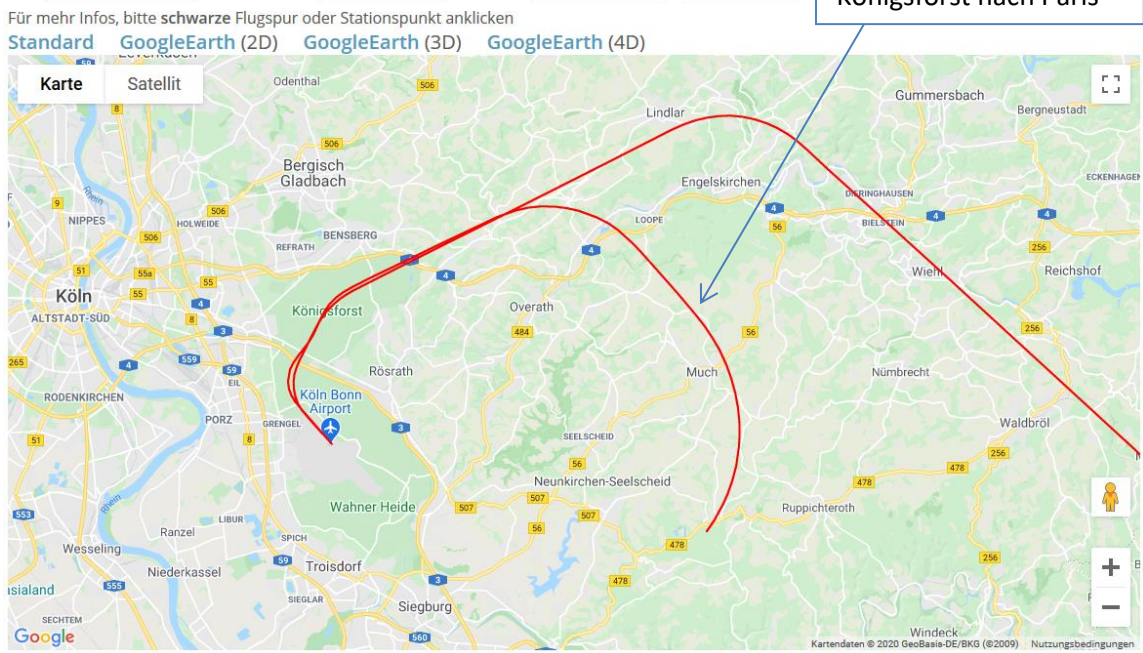 Königsforst nach Paris
Für mehr Infos, bitte schwarze Flugspur oder Stationspunkt anklicken
Standard GoogleEarth (2D) GoogleEarth (3D) GoogleEarth (4D)
Karte Satellit
Odenthal
506
Lindlar
Gummersbach
Bergneustadt
8
506
Bergisch
Gladbach
Engelskirchen
ECKENHAGEN
DIERINGHAUSEN
9
NIPPES
506
HOLWEIDE
506
BENSBERG
REFRATH
LOOPE
4
56
BIELSTEIN
4
4
256
4
51
55a
55
55
4
Wiehl
Reichshof
Köln
ALTSTADT-SÜD
4
8
3
Königsforst
Overath
484
56
256
265
4
559
59
EIL
Rösrath
Much
Nümbrecht
RODENKIRCHEN
Köln Bonn
Airport
PORZ
GRENGEL
8
3
51
SEELSCHEID
56
Waldbröl
256
478
Neunkirchen-Seelscheid
478
553
Wahner Heide
507
507
507
56
Ruppichteroth
Ranzel
LIBUR
SPICH
Wesseling
59
Troisdorf
478
256
Niederkassel
555
3
478
SIEGLAR
Siegburg
SECHTEM
560
Windeck
Google
Kartendaten © 2020 GeoBasis-DE/BKG (©2009) Nutzungsbedingungen